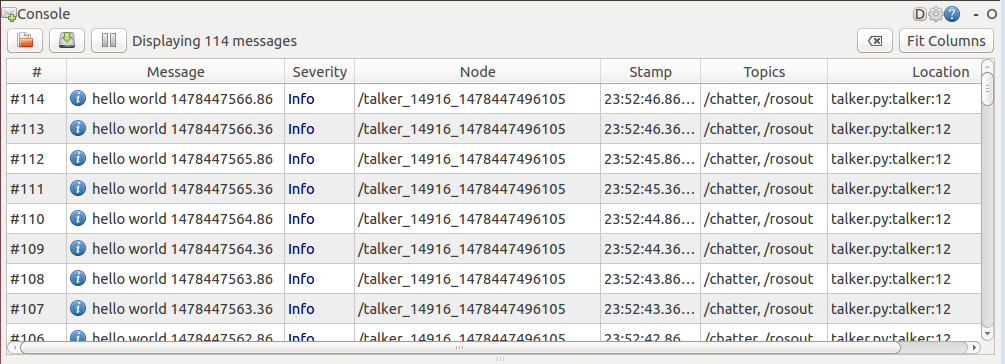 Console D ? - O
Displaying 114 messages Fit Columns
# Message Severity Node Stamp Topics Location
#114 hello world 1478447566.86 Info /talker_14916_1478447496105 23:52:46.86... /chatter, /rosout talker.py:talker:12
#113 hello world 1478447566.36 Info /talker_14916_1478447496105 23:52:46.36... /chatter, /rosout talker.py:talker:12
#112 hello world 1478447565.86 Info /talker_14916_1478447496105 23:52:45.86... /chatter, /rosout talker.py:talker:12
#111 hello world 1478447565.36 Info /talker_14916_1478447496105 23:52:45.36... /chatter, /rosout talker.py:talker:12
#110 hello world 1478447564.86 Info /talker_14916_1478447496105 23:52:44.86... /chatter, /rosout talker.py:talker:12
#109 hello world 1478447564.36 Info /talker_14916_1478447496105 23:52:44.36... /chatter, /rosout talker.py:talker:12
#108 hello world 1478447563.86 Info /talker_14916_1478447496105 23:52:43.86... /chatter, /rosout talker.py:talker:12
#107 hello world 1478447563.36 Info /talker_14916_1478447496105 23:52:43.36... /chatter, /rosout talker.py:talker:12
#106 hello world 1478447562.86 Info /talker_14916_1478447496105 23:52:42.86... /chatter, /rosout talker.py:talker:12